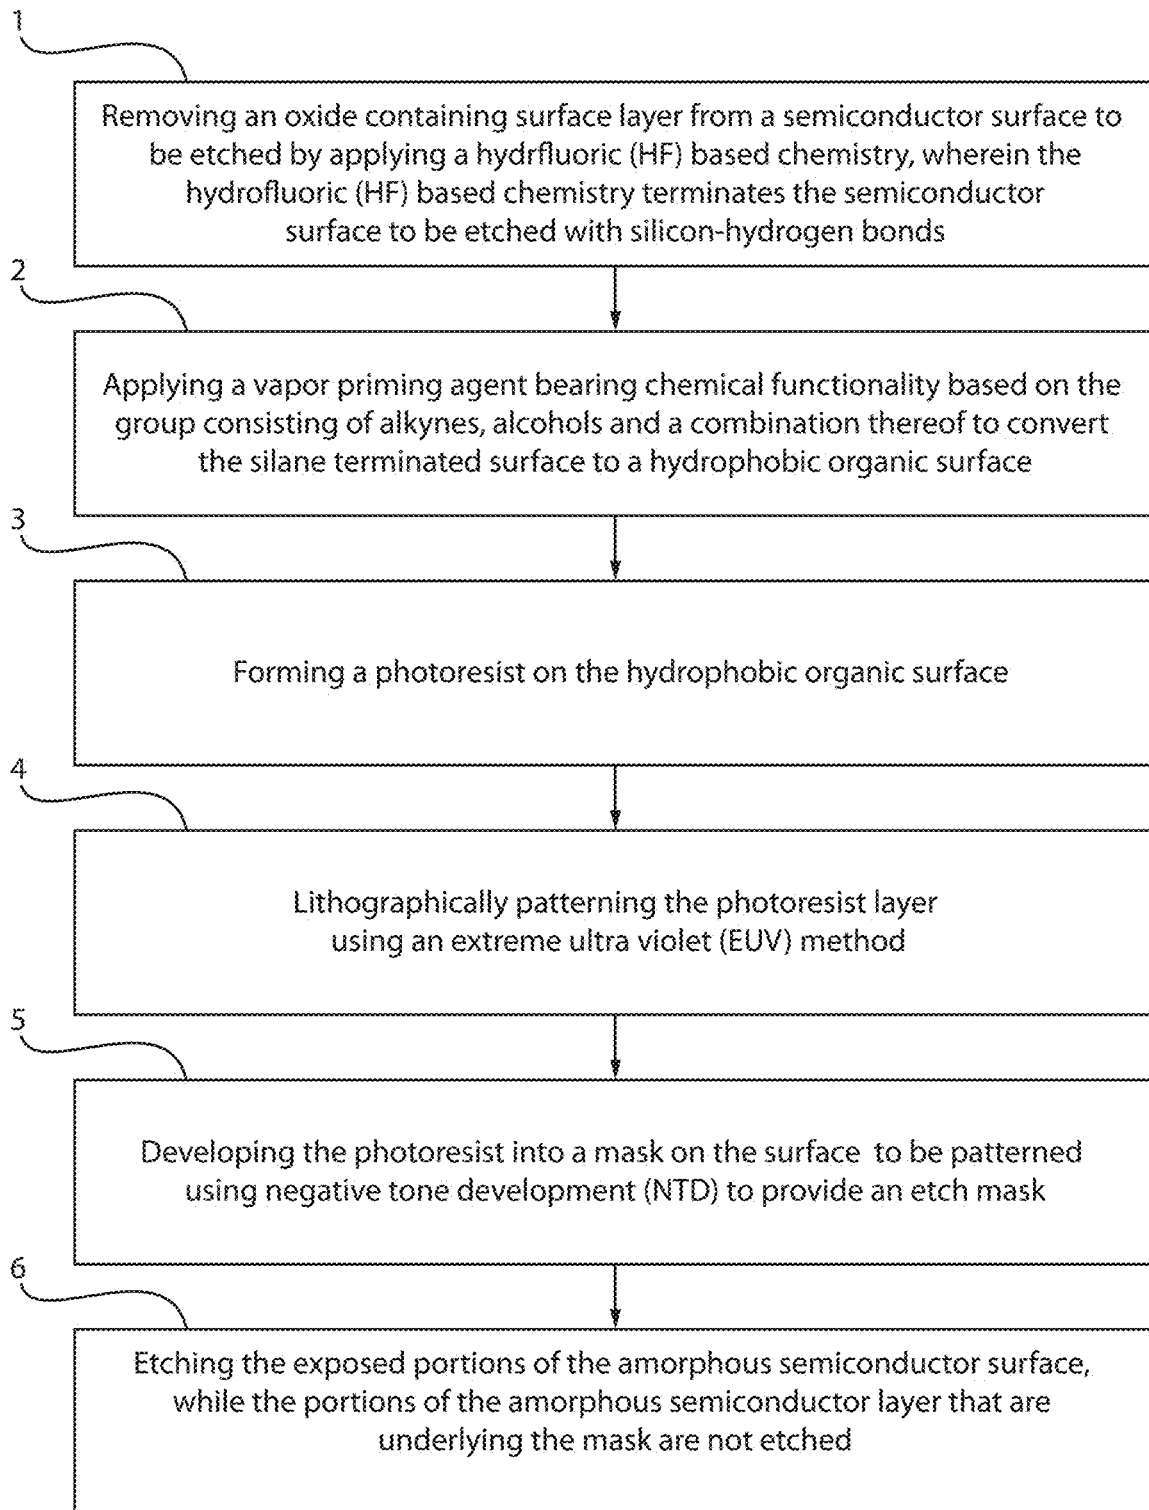 1
Removing an oxide containing surface layer from a semiconductor surface to
be etched by applying a hydrfluoric (HF) based chemistry, wherein the
hydrofluoric (HF) based chemistry terminates the semiconductor
surface to be etched with silicon-hydrogen bonds
2
Applying a vapor priming agent bearing chemical functionality based on the
group consisting of alkynes, alcohols and a combination thereof to convert
the silane terminated surface to a hydrophobic organic surface
3
Forming a photoresist on the hydrophobic organic surface
4
Lithographically patterning the photoresist layer
using an extreme ultra violet (EUV) method
5
Developing the photoresist into a mask on the surface to be patterned
using negative tone development (NTD) to provide an etch mask
6
Etching the exposed portions of the amorphous semiconductor surface,
while the portions of the amorphous semiconductor layer that are
underlying the mask are not etched